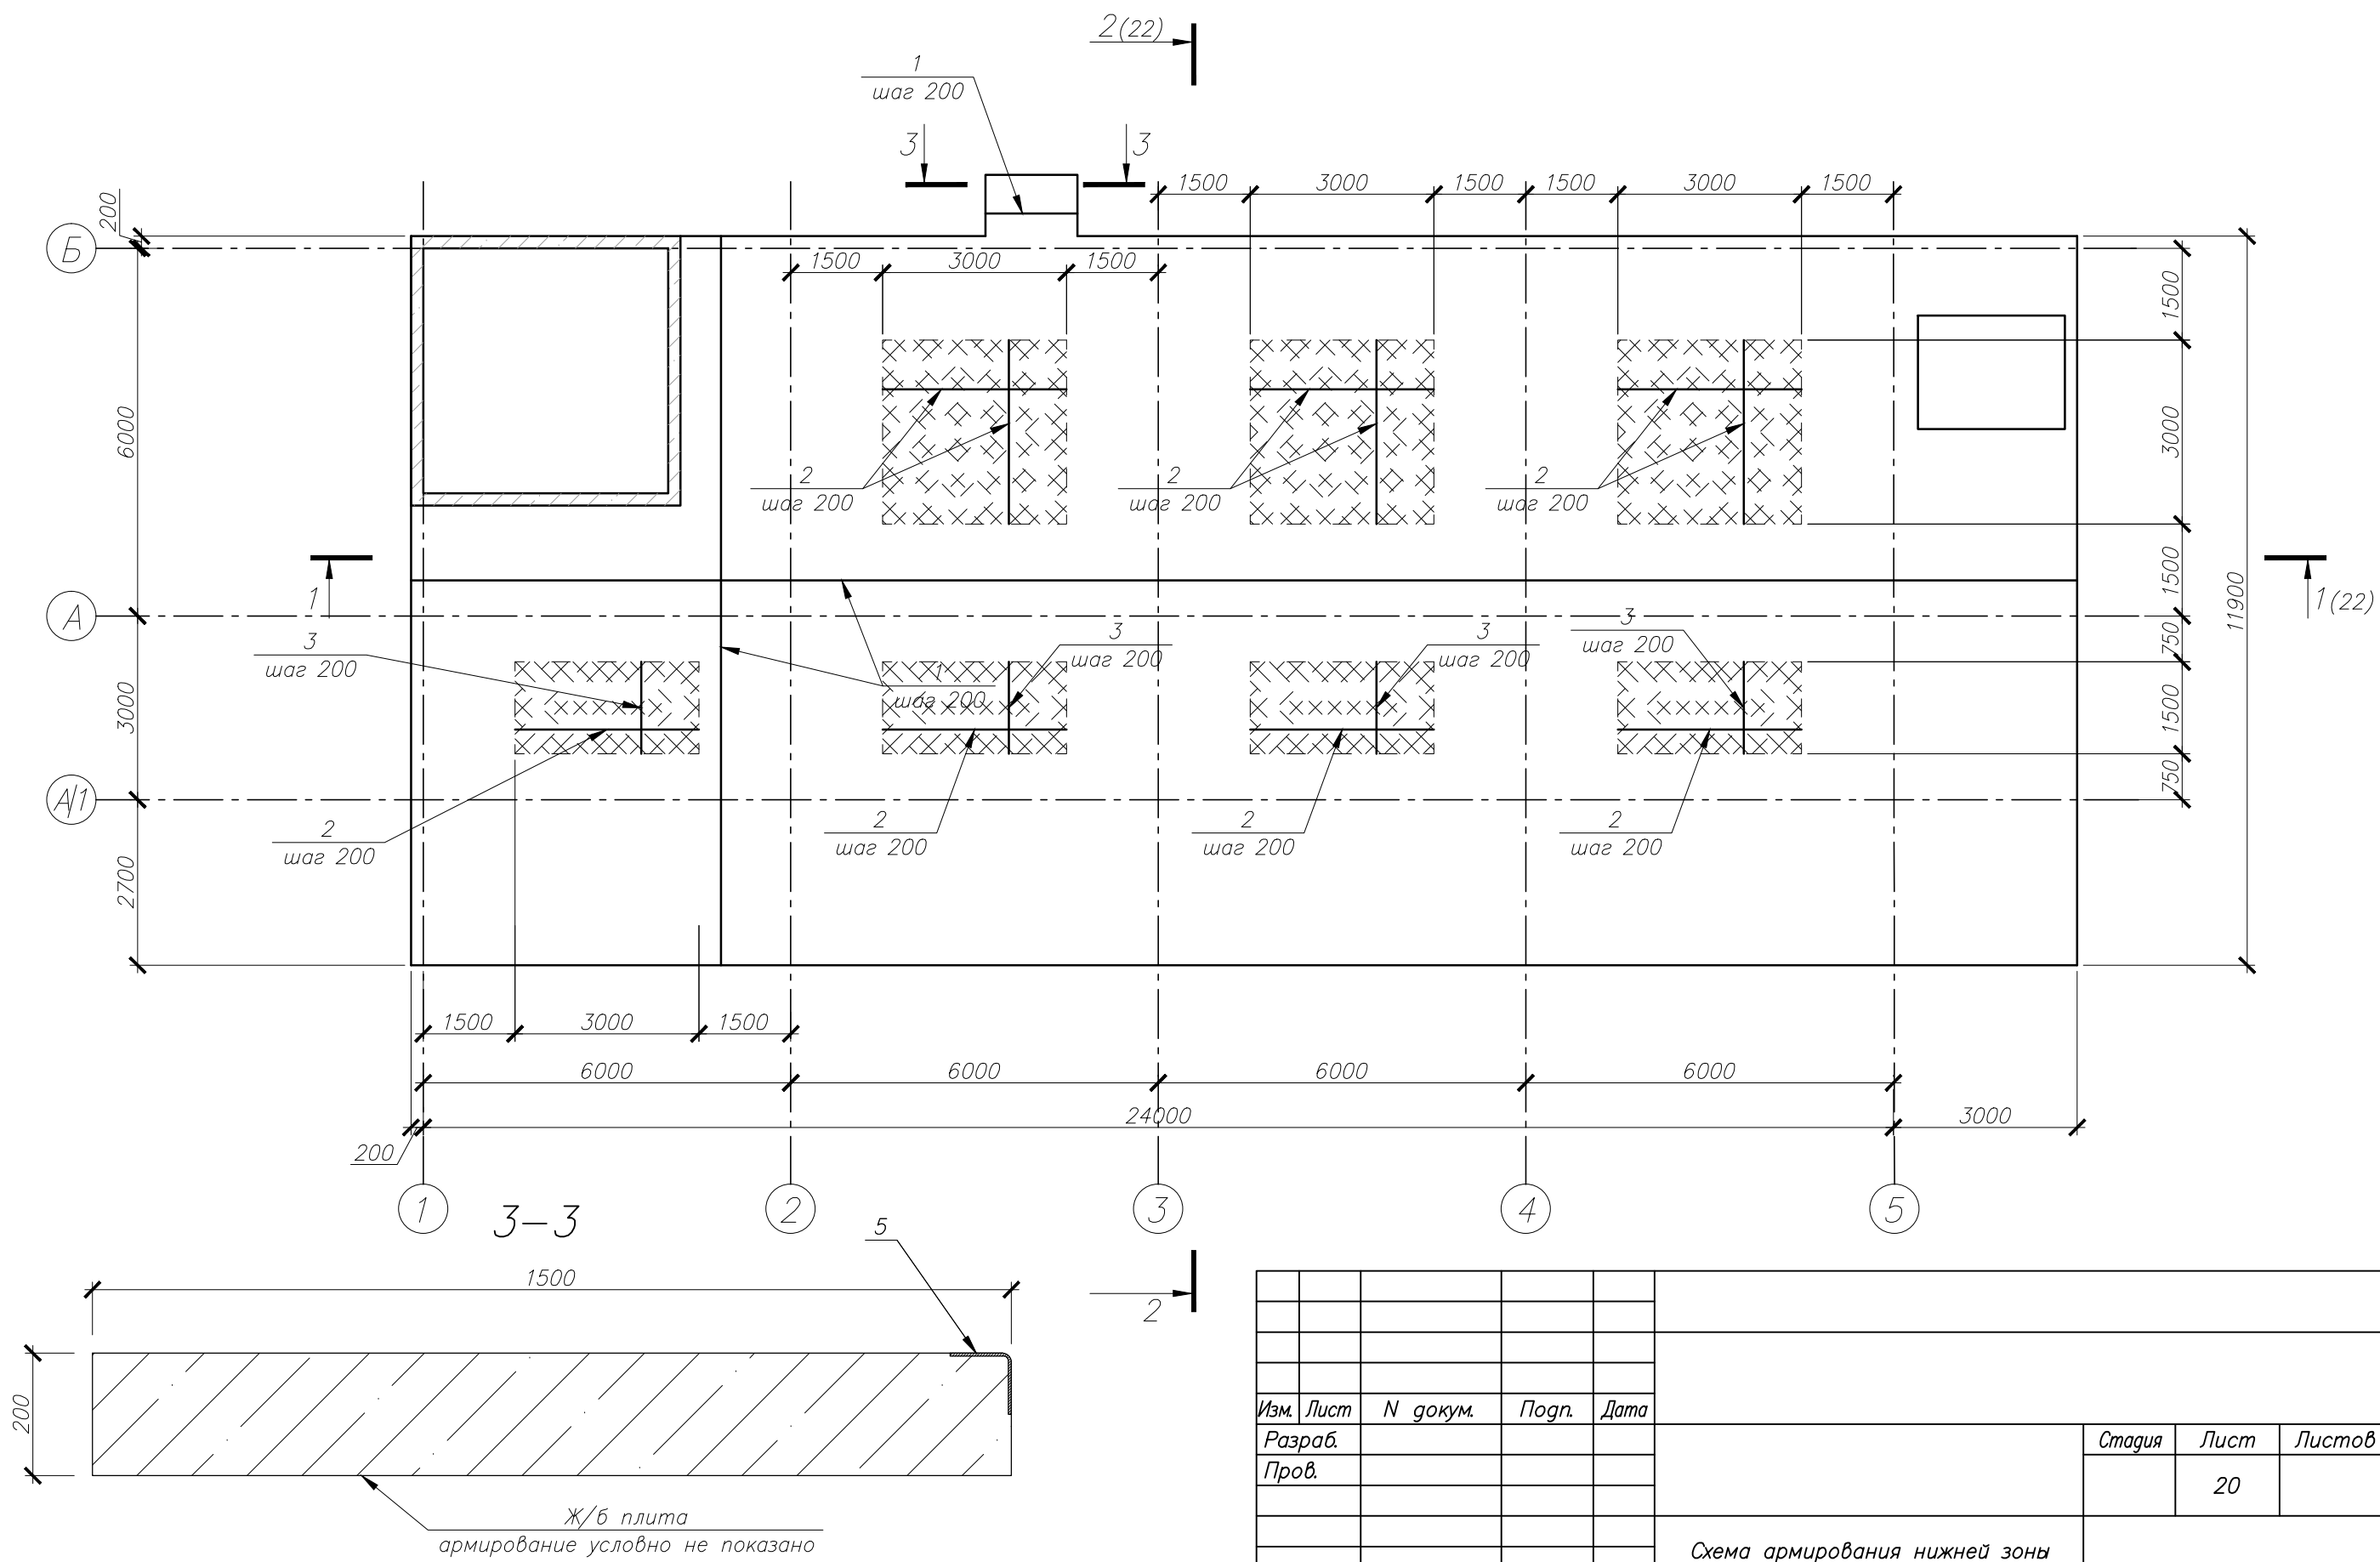 2(22)
1
шаг 200
3
3
1500
3000
1500
1500
3000
1500
200
Б
1500
3000
1500
1500
6000
3000
2
шаг 200
2
шаг 200
2
шаг 200
1500
11900
1
1(22)
А
3
шаг 200
3
шаг 200
3
шаг 200
3
шаг 200
750
1
шаг 200
3000
1500
750
А/1
2
шаг 200
2
шаг 200
2
шаг 200
2
шаг 200
2700
1500
3000
1500
6000
6000
6000
6000
24000
3000
200
1
2
3
4
5
3-3
5
1500
2
200
Ж/б плита
армирование условно не показано
Изм. Лист N докум. Подп. Дата
Разраб.
Стадия Лист Листов
Пров.
20
Схема армирования нижней зоны